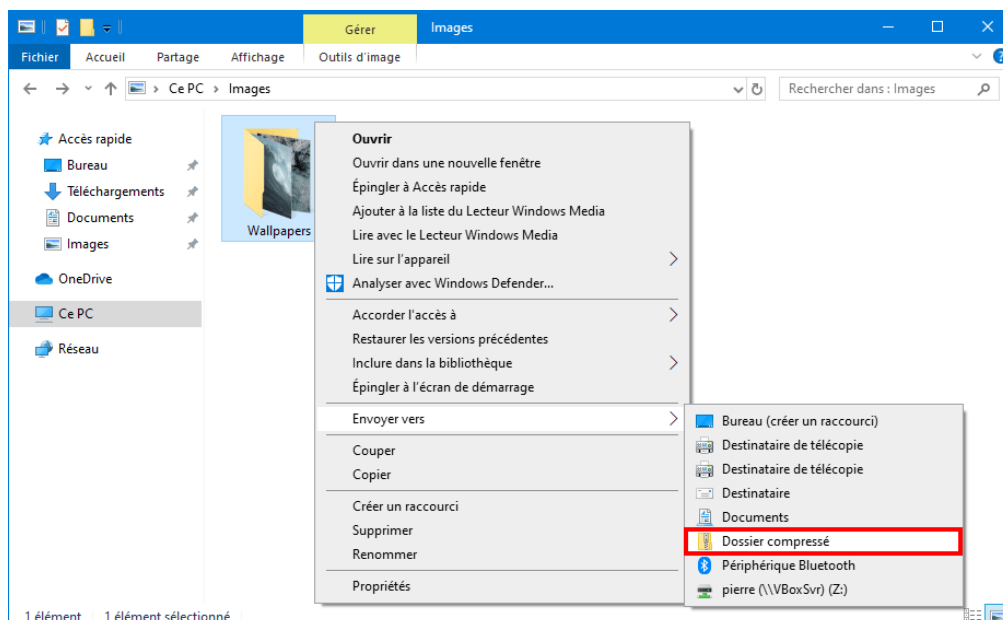 Gérer
Images
Fichier
Accueil
Partage
Affichage
Outils d'image
Ce PC > Images
Rechercher dans : Images
Accès rapide
Bureau
Téléchargements
Documents
Images
OneDrive
Ce PC
Réseau
Wallpapers
Ouvrir
Ouvrir dans une nouvelle fenêtre
Épingler à Accès rapide
Ajouter à la liste du Lecteur Windows Media
Lire avec le Lecteur Windows Media
Lire sur l'appareil
Analyser avec Windows Defender...
Accorder l'accès à
Restaurer les versions précédentes
Inclure dans la bibliothèque
Épingler à l'écran de démarrage
Envoyer vers
Couper
Copier
Créer un raccourci
Supprimer
Renommer
Propriétés
Bureau (créer un raccourci)
Destinataire de télécopie
Destinataire de télécopie
Destinataire
Documents
Dossier compressé
Périphérique Bluetooth
pierre (\\VBoxSvr) (Z:)
1 élément
1 élément sélectionné